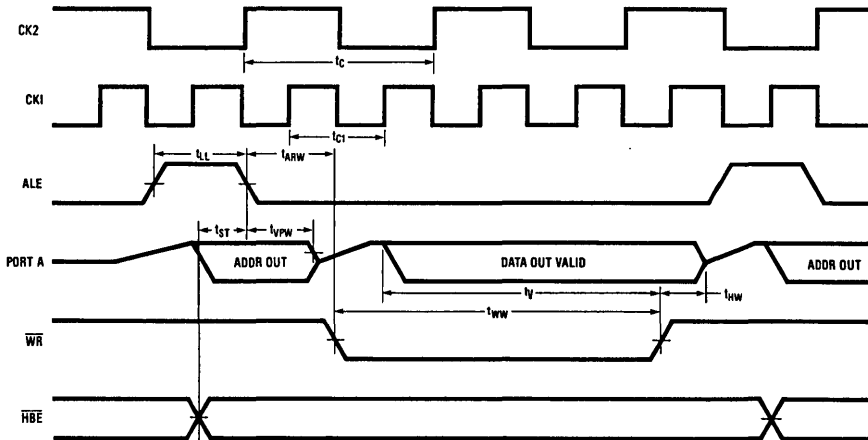 CK2
tC
CKI
tC1
tLL
tARW
ALE
tST
tVPW
PORT A
ADDR OUT
DATA OUT VALID
ADDR OUT
tV
tHW
tWW
WR
HBE